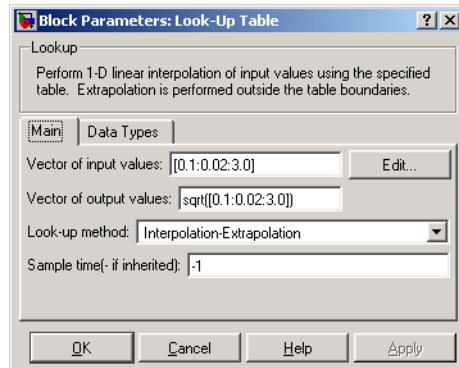 Block Parameters: Look-Up Table
Lookup
Perform 1-D linear interpolation of input values using the specified
table. Extrapolation is performed outside the table boundaries.
Main Data Types
Vector of input values: [0.1:0.02:3.0] Edit...
Vector of output values: sqrt([0.1:0.02:3.0])
Look-up method: Interpolation-Extrapolation
Sample time(- if inherited): -1
OK Cancel Help Apply